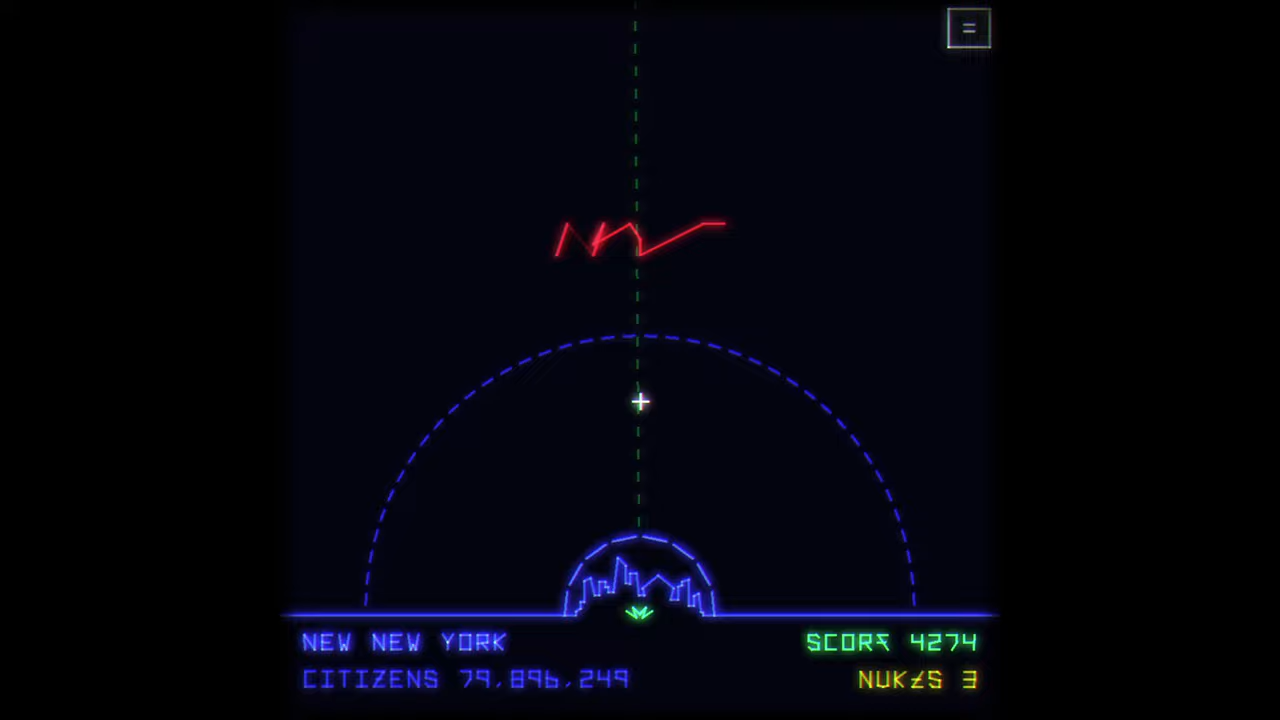 =
NEW NEW YORK
SCORE 4274
CITIZENS 79,896,249
NUKES 3